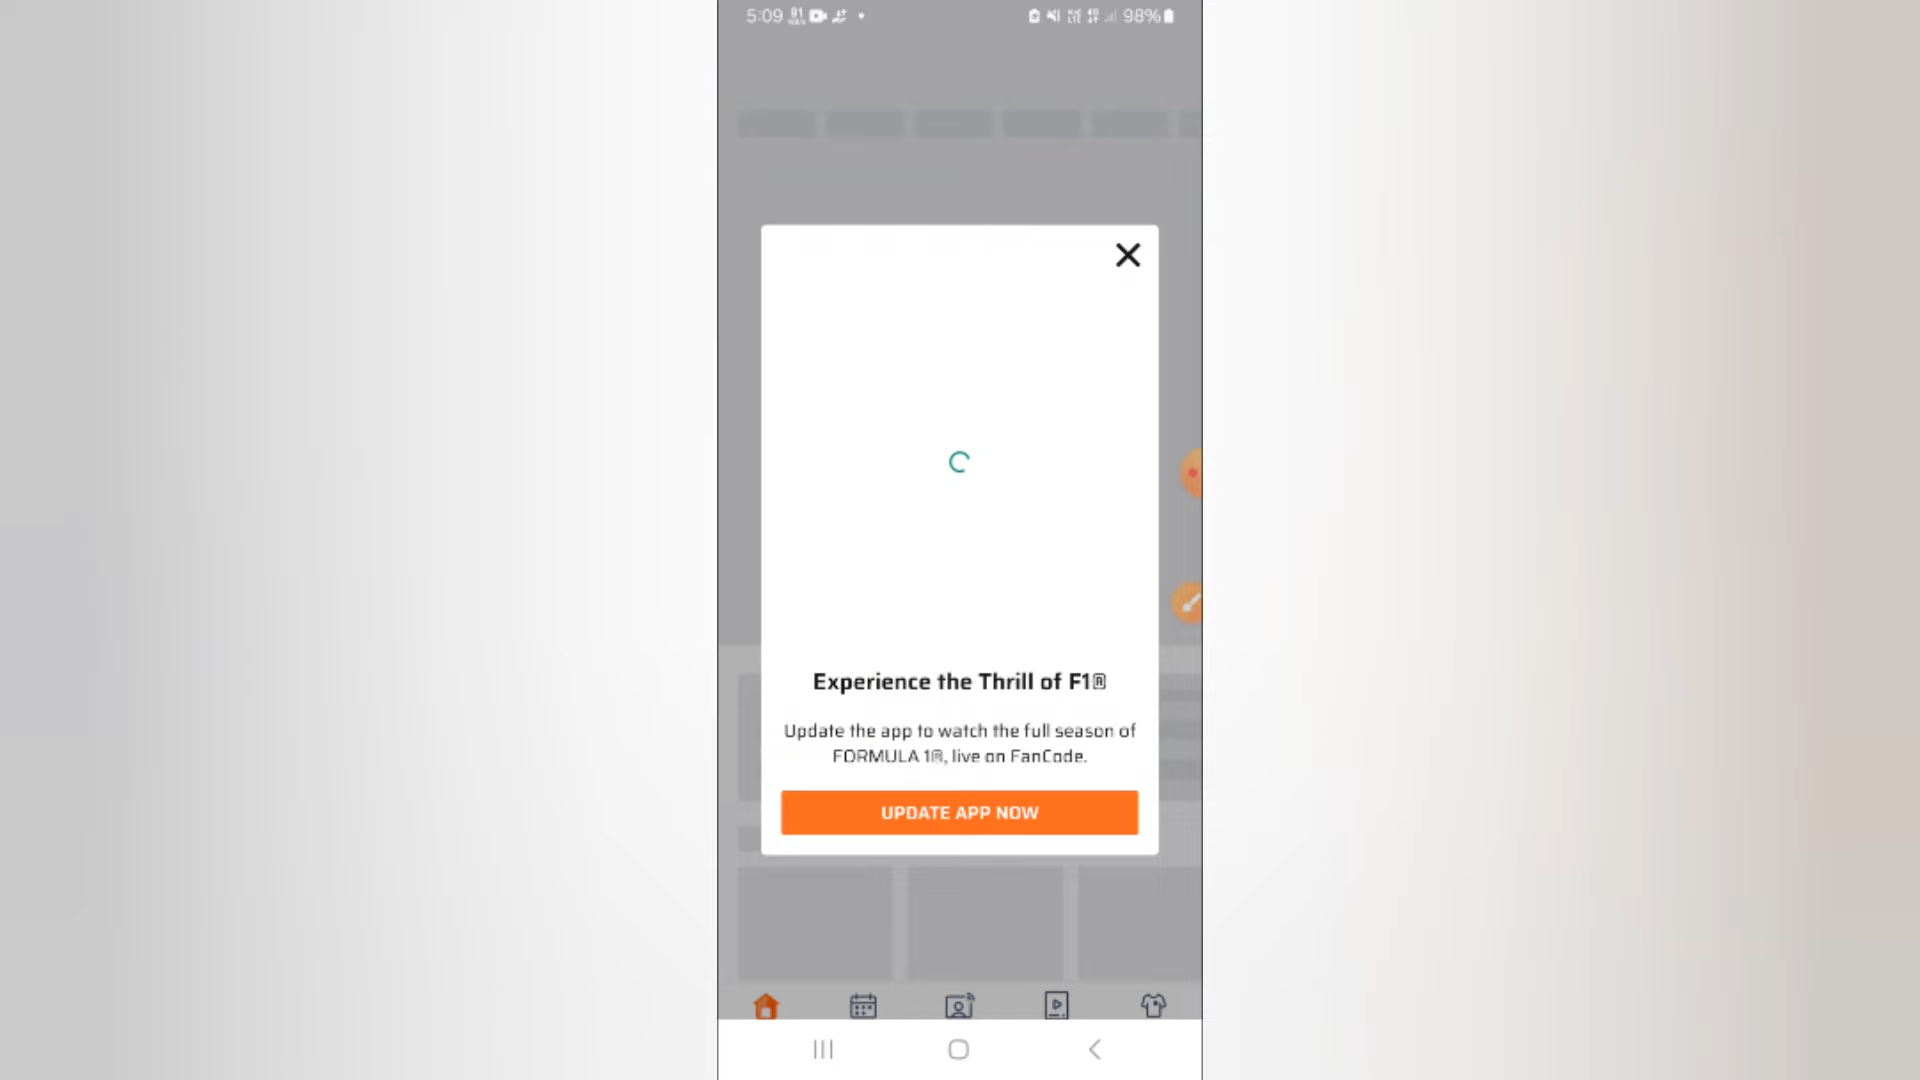 5:09
98%
Experience the Thrill of F1®
Update the app to watch the full season of
FORMULA 1®, live on FanCode.
UPDATE APP NOW